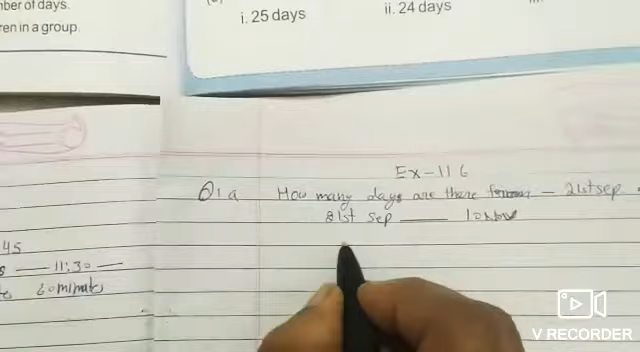 nber of days.
ren in a group.
i. 25 days
ii. 24 days
Ex-11 6
Q1 a How many days are there from - 21st sep
21st sep ——— 10 Nov
45
s —— 11:30 ——
60 minutes
V RECORDER